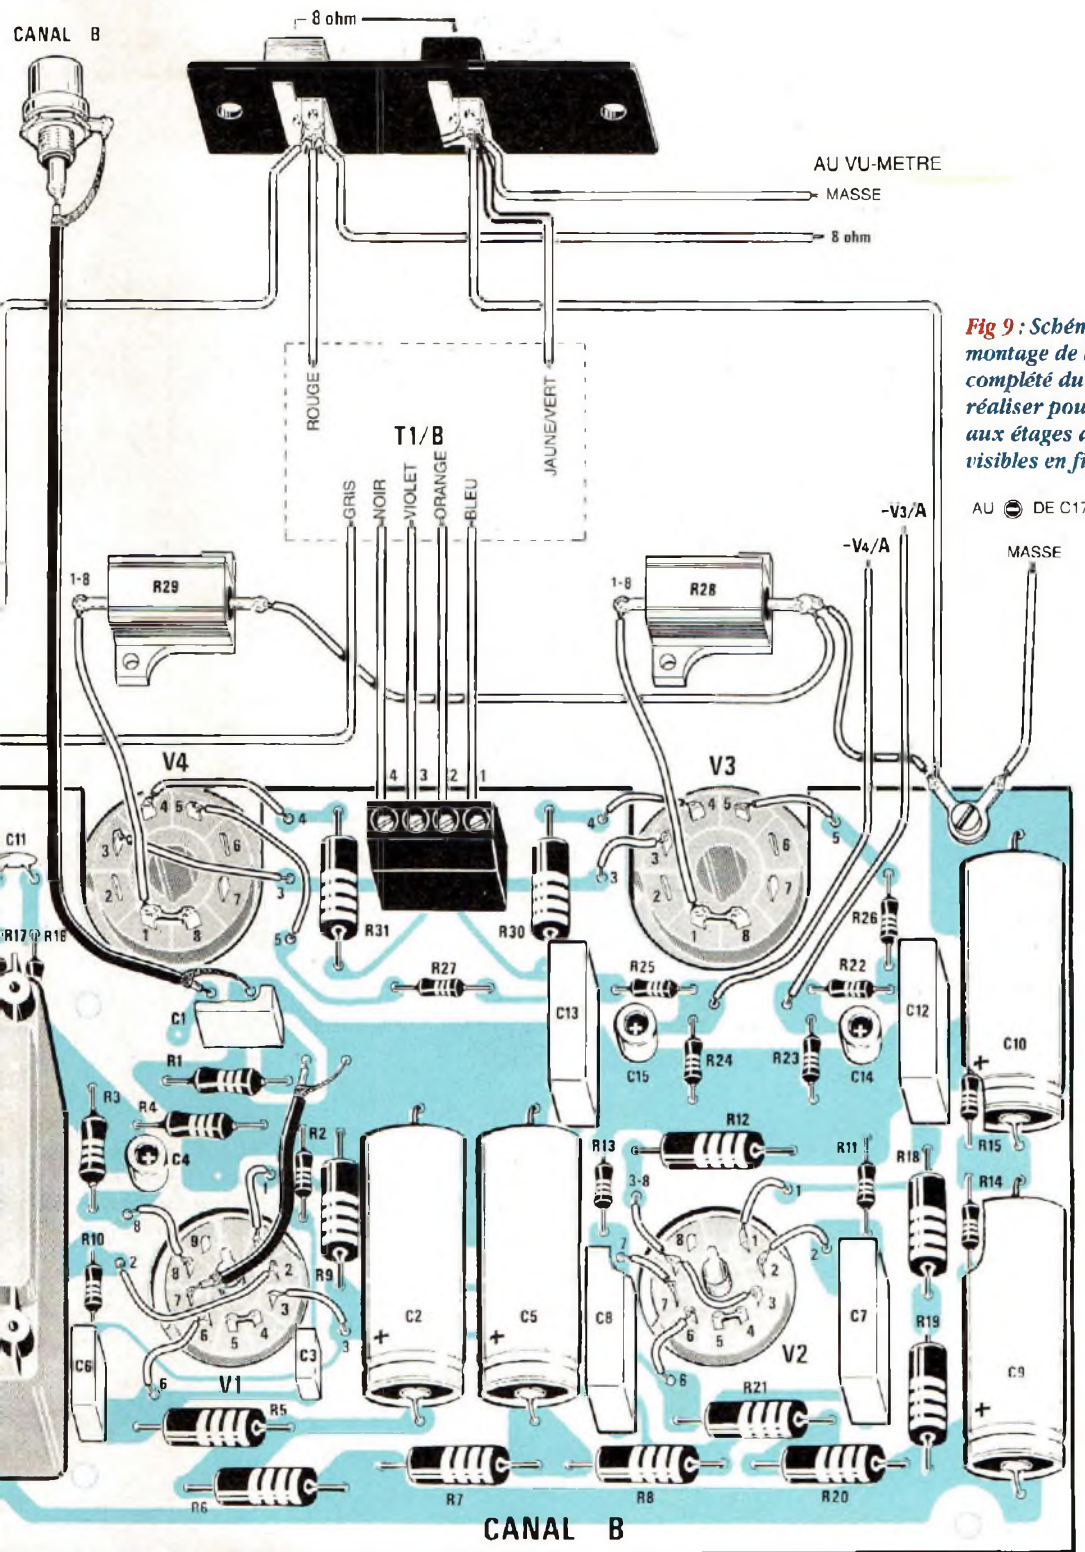 CANAL B
8 ohm
AU VU-METRE
MASSE
8 ohm
Fig 9 : Schém
montage de
complété du
réaliser pou
aux étages
visibles en fi
ROUGE
JAUNE/VERT
T1/B
GRIS
NOIR
VIOLET
ORANGE
BLEU
AU ⊖ DE C17
-V3/A
-V4/A
MASSE
1-8
R29
1-8
R28
V4
4 3 2 1
V3
4 5
3 6
2 7
1 8
4
3
5
4 5
3 6
2 7
1 8
4
3
5
C11
R17 R16
R31
R30
R26
R27
R25
R22
C13
C12
C1
C15
R24
R23
C14
C10
+
R1
R3
R4
C4
R2
R13
R12
R11
R18
R15
R14
1
3-8
1
8
2
R10
9
8
7
6
5
4
3
2
R9
7
8
1
2
3
4
5
6
2
3
6
C6
C3
C2
+
C5
+
C8
C7
R19
V1
V2
6
C9
+
R5
R21
R6
R7
R8
R20
CANAL B